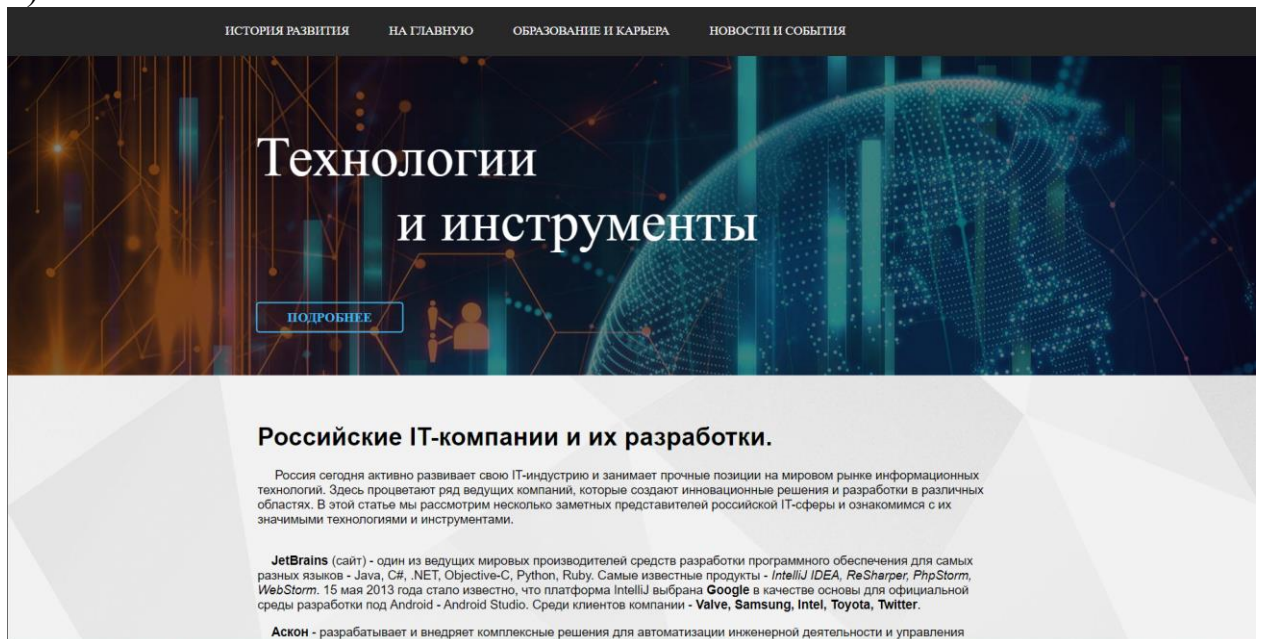 ИСТОРИЯ РАЗВИТИЯ НА ГЛАВНУЮ ОБРАЗОВАНИЕ И КАРЬЕРА НОВОСТИ И СОБЫТИЯ
Технологии
и инструменты
ПОДРОБНЕЕ
Российские IT-компании и их разработки.
Россия сегодня активно развивает свою IT-индустрию и занимает прочные позиции на мировом рынке информационных
технологий. Здесь процветают ряд ведущих компаний, которые создают инновационные решения и разработки в различных
областях. В этой статье мы рассмотрим несколько заметных представителей российской IT-сферы и ознакомимся с их
значимыми технологиями и инструментами.
JetBrains (сайт) - один из ведущих мировых производителей средств разработки программного обеспечения для самых
разных языков - Java, C#, .NET, Objective-C, Python, Ruby. Самые известные продукты - IntelliJ IDEA, ReSharper, PhpStorm,
WebStorm. 15 мая 2013 года стало известно, что платформа IntelliJ выбрана Google в качестве основы для официальной
среды разработки под Android - Android Studio. Среди клиентов компании - Valve, Samsung, Intel, Toyota, Twitter.
Аскон - разрабатывает и внедряет комплексные решения для автоматизации инженерной деятельности и управления